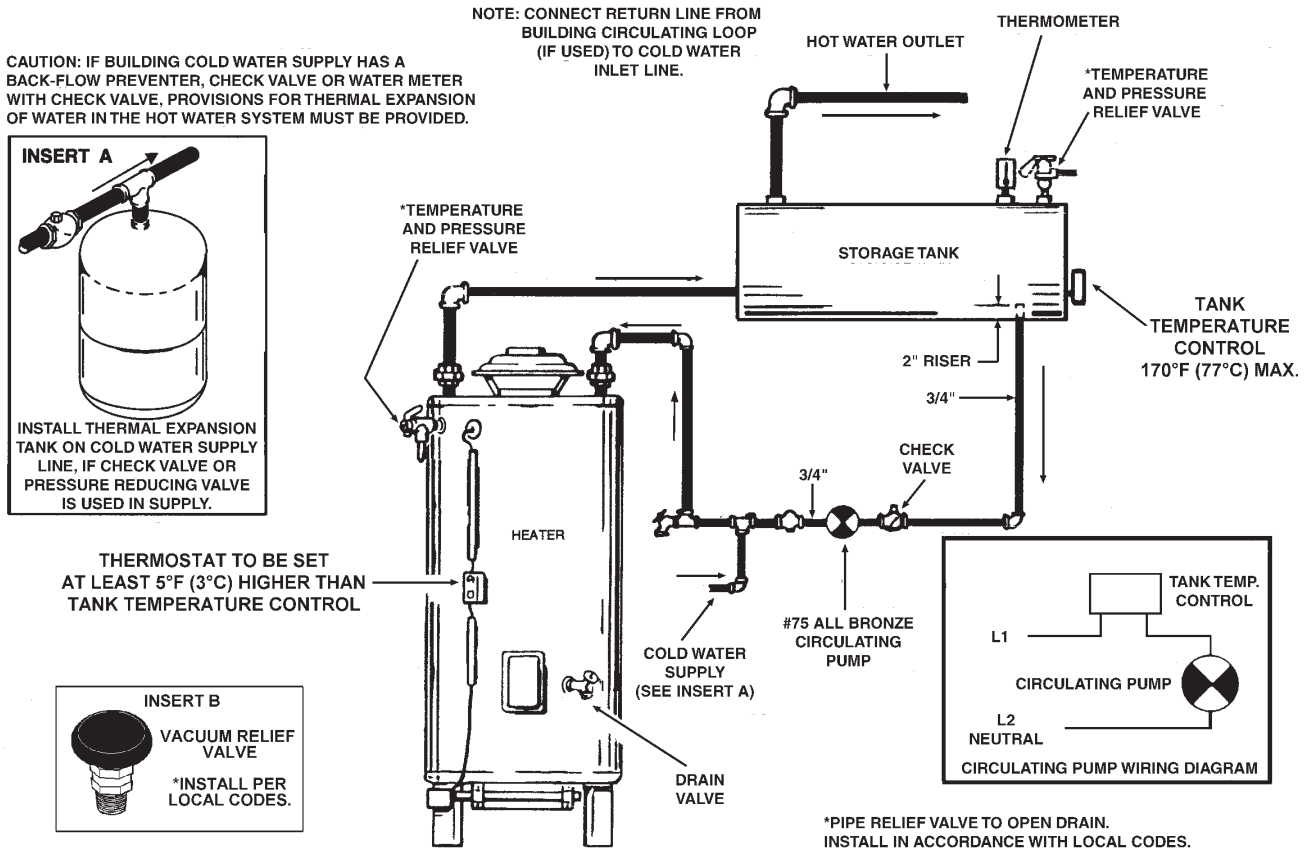 NOTE: CONNECT RETURN LINE FROM
BUILDING CIRCULATING LOOP
(IF USED) TO COLD WATER
INLET LINE.
THERMOMETER
HOT WATER OUTLET
*TEMPERATURE
AND PRESSURE
RELIEF VALVE
CAUTION: IF BUILDING COLD WATER SUPPLY HAS A
BACK-FLOW PREVENTER, CHECK VALVE OR WATER METER
WITH CHECK VALVE, PROVISIONS FOR THERMAL EXPANSION
OF WATER IN THE HOT WATER SYSTEM MUST BE PROVIDED.
INSERT A
INSTALL THERMAL EXPANSION
TANK ON COLD WATER SUPPLY
LINE, IF CHECK VALVE OR
PRESSURE REDUCING VALVE
IS USED IN SUPPLY.
*TEMPERATURE
AND PRESSURE
RELIEF VALVE
STORAGE TANK
TANK
TEMPERATURE
CONTROL
170°F (77°C) MAX.
2" RISER
3/4"
CHECK
VALVE
3/4"
HEATER
THERMOSTAT TO BE SET
AT LEAST 5°F (3°C) HIGHER THAN
TANK TEMPERATURE CONTROL
#75 ALL BRONZE
CIRCULATING
PUMP
COLD WATER
SUPPLY
(SEE INSERT A)
DRAIN
VALVE
INSERT B
VACUUM RELIEF
VALVE
*INSTALL PER
LOCAL CODES.
TANK TEMP.
CONTROL
L1
CIRCULATING PUMP
L2
NEUTRAL
CIRCULATING PUMP WIRING DIAGRAM
*PIPE RELIEF VALVE TO OPEN DRAIN.
INSTALL IN ACCORDANCE WITH LOCAL CODES.